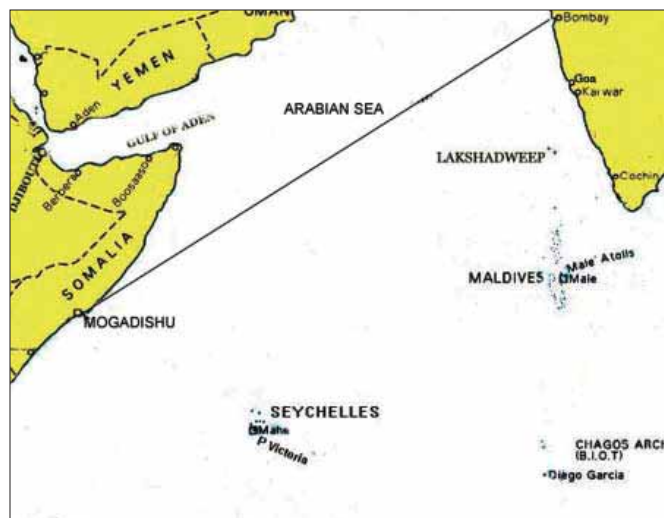 OMAN
Bombay
YEMEN
Goa
Karwar
ARABIAN SEA
Aden
GULF OF ADEN
LAKSHADWEEP
DJIBOUTI
Berbera
Boosaaso
Cochin
SOMALIA
Male' Atolls
MALDIVES
Male
MOGADISHU
SEYCHELLES
Mahe
P Victoria
CHAGOS ARCH
(B.I.O.T)
Diego Garcia